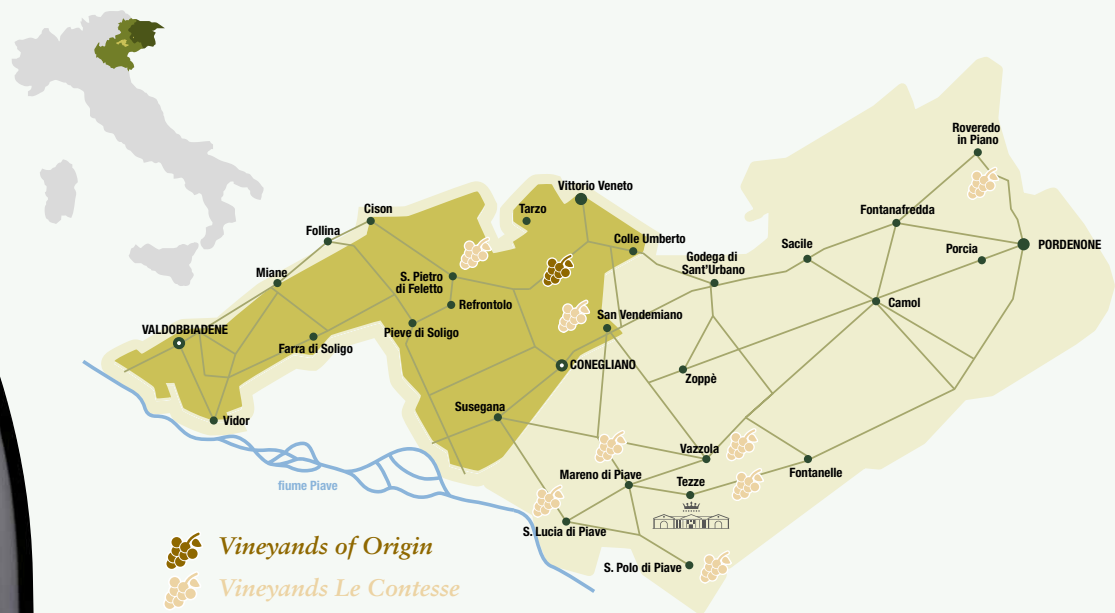 Roveredo
in Piano
Vittorio Veneto
Cison
Tarzo
Fontanafredda
Follina
Colle Umberto
Sacile
Porcia
PORDENONE
Godega di
Sant'Urbano
Miane
S. Pietro
di Feletto
Refrontolo
Camol
San Vendemiano
VALDOBBIADENE
Pieve di Soligo
Farra di Soligo
CONEGLIANO
Zoppè
Susegana
Vidor
Vazzola
Mareno di Piave
Tezze
Fontanelle
fiume Piave
S. Lucia di Piave
S. Polo di Piave
Vineyands of Origin
Vineyands Le Contesse